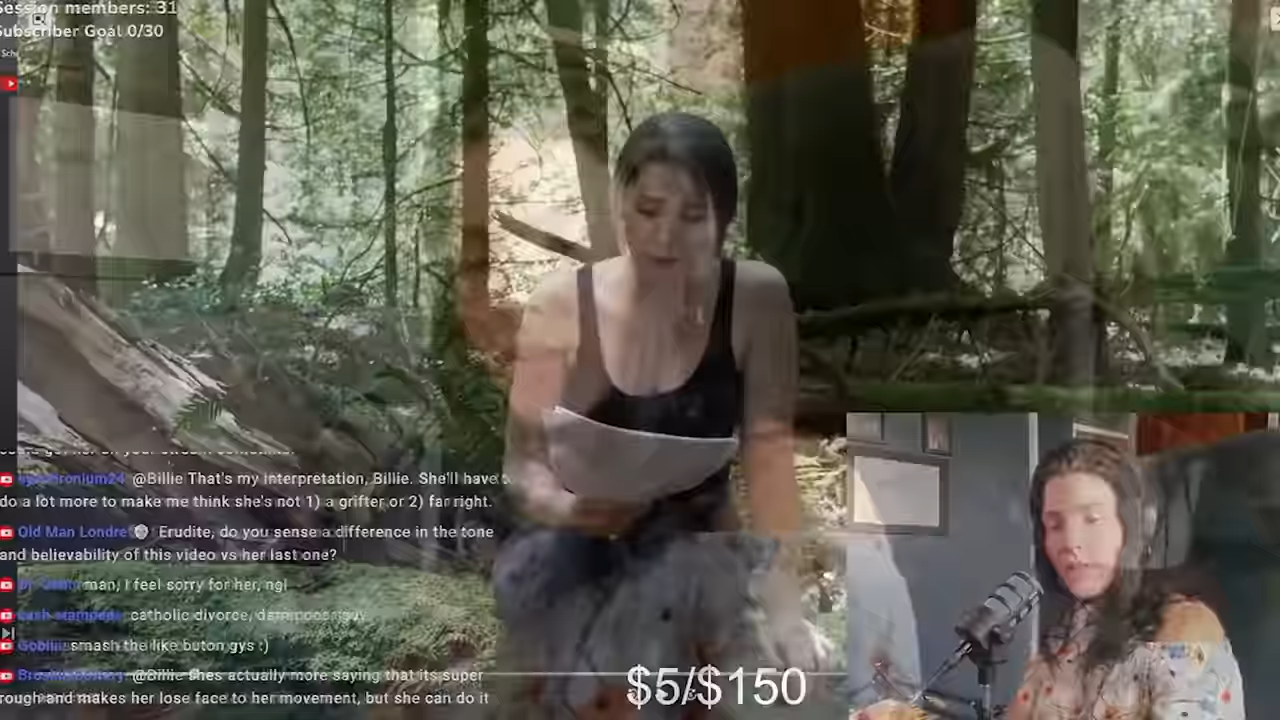 Session members: 31
Subscriber Goal 0/30
@Billie That's my interpretation, Billie. She'll have to
do a lot more to make me think she's not 1) a grifter or 2) far right.
Old Man Londre Erudite, do you sense a difference in the tone
and believability of this video vs her last one?
man, I feel sorry for her, ngl
catholic divorce, damn poor guy
smash the like buton gys :)
@Billie Shes actually more saying that its super
rough and makes her lose face to her movement, but she can do it
$5/$150